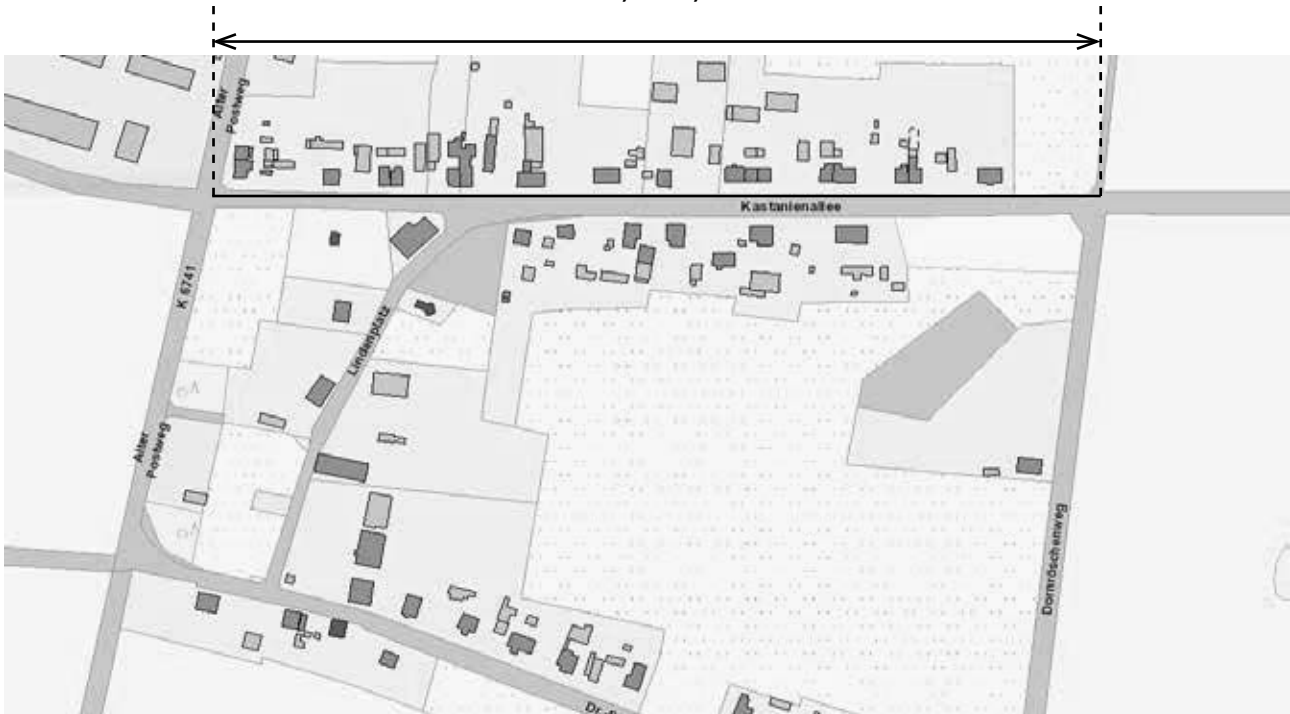 Alter
Postweg
Kastanienallee
K 6741
Lindenplatz
Alter
Postweg
Dornröschenweg